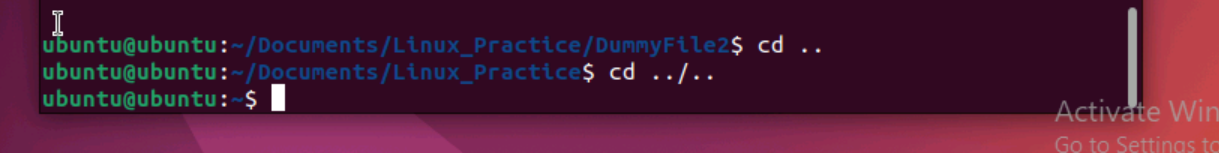 ubuntu@ubuntu:~/Documents/Linux_Practice/DummyFile2$ cd ..
ubuntu@ubuntu:~/Documents/Linux_Practice$ cd ../..
ubuntu@ubuntu:~$
Activate Win
Go to Settings to